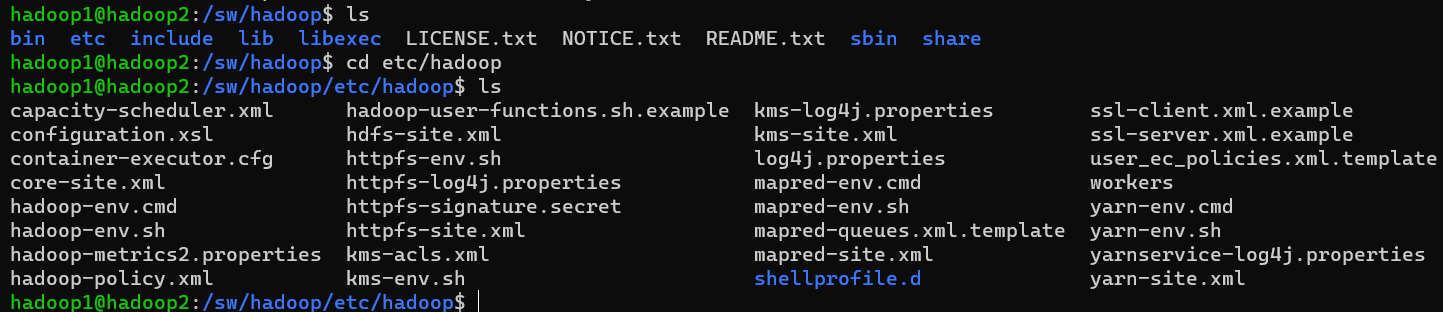 hadoop1@hadoop2:/sw/hadoop$ ls
bin  etc  include  lib  libexec  LICENSE.txt  NOTICE.txt  README.txt  sbin  share
hadoop1@hadoop2:/sw/hadoop$ cd etc/hadoop
hadoop1@hadoop2:/sw/hadoop/etc/hadoop$ ls
capacity-scheduler.xml      hadoop-user-functions.sh.example  kms-log4j.properties        ssl-client.xml.example
configuration.xsl           hdfs-site.xml                     kms-site.xml                ssl-server.xml.example
container-executor.cfg      httpfs-env.sh                     log4j.properties            user_ec_policies.xml.template
core-site.xml               httpfs-log4j.properties           mapred-env.cmd              workers
hadoop-env.cmd              httpfs-signature.secret           mapred-env.sh               yarn-env.cmd
hadoop-env.sh               httpfs-site.xml                   mapred-queues.xml.template  yarn-env.sh
hadoop-metrics2.properties  kms-acls.xml                      mapred-site.xml             yarnservice-log4j.properties
hadoop-policy.xml           kms-env.sh                        shellprofile.d              yarn-site.xml
hadoop1@hadoop2:/sw/hadoop/etc/hadoop$